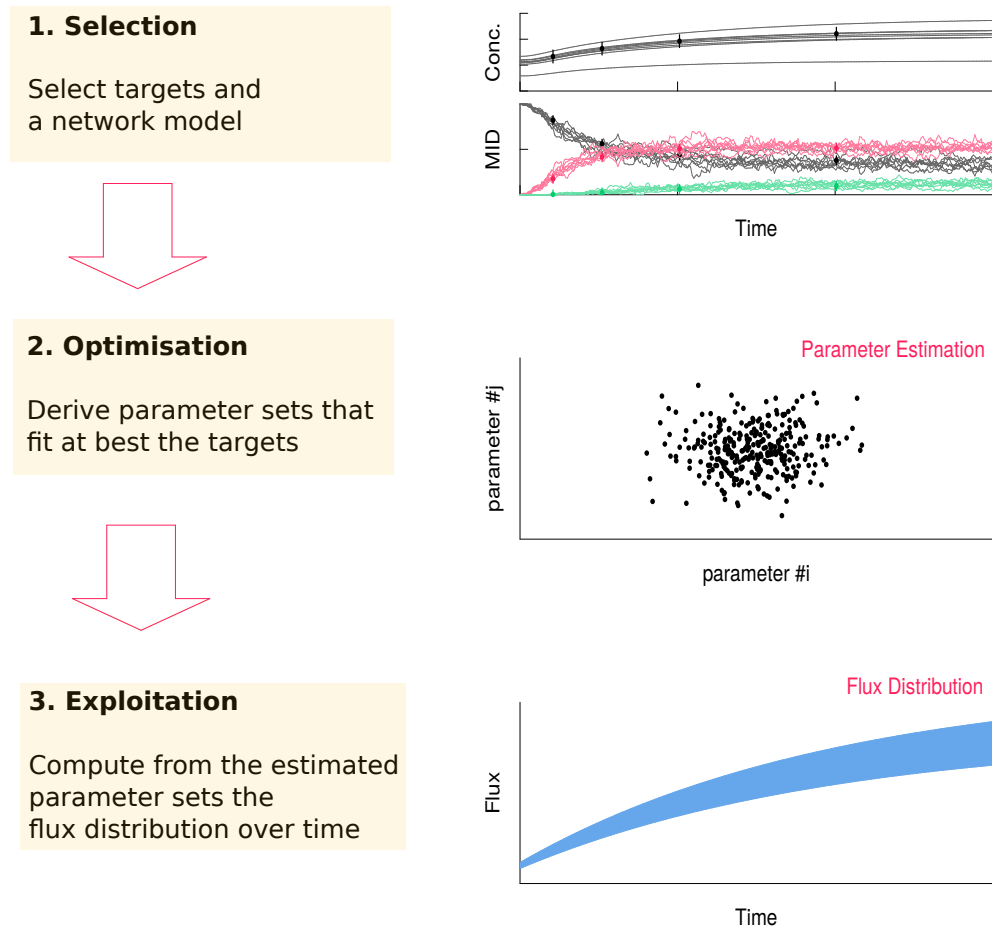 1. Selection
Select targets and
a network model
Conc.
MID
Time
2. Optimisation
Derive parameter sets that
fit at best the targets
Parameter Estimation
parameter #j
parameter #i
3. Exploitation
Compute from the estimated
parameter sets the
flux distribution over time
Flux Distribution
Flux
Time